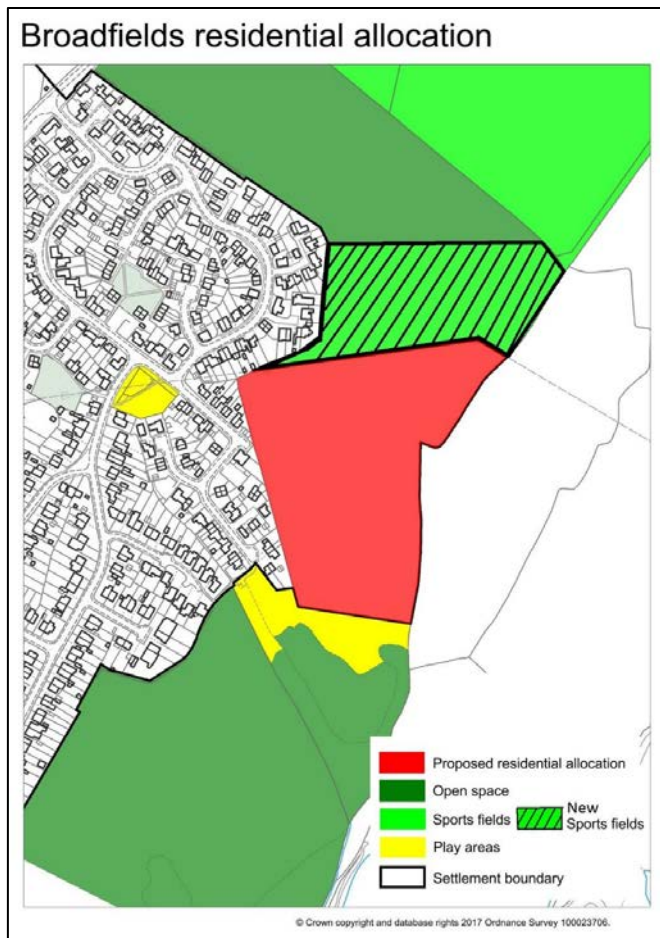 Broadfields residential allocation
Proposed residential allocation
Open space
Sports fields
New
Sports fields
Play areas
Settlement boundary
© Crown copyright and database rights 2017 Ordnance Survey 100023706.